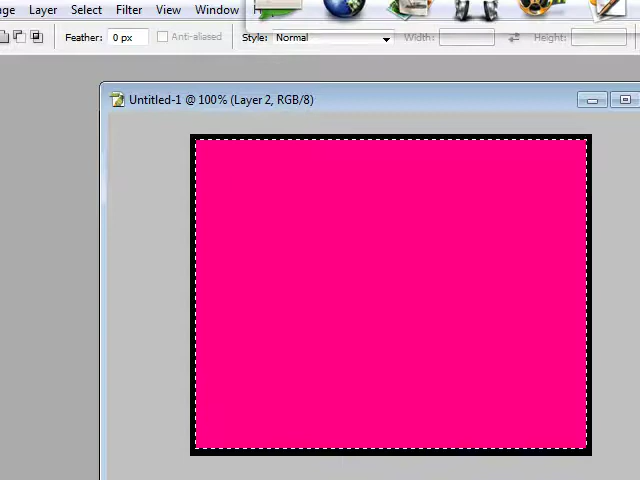 ge Layer Select Filter View Window H
Feather: 0 px Anti-aliased Style: Normal Width: Height:
Untitled-1 @ 100% (Layer 2, RGB/8)